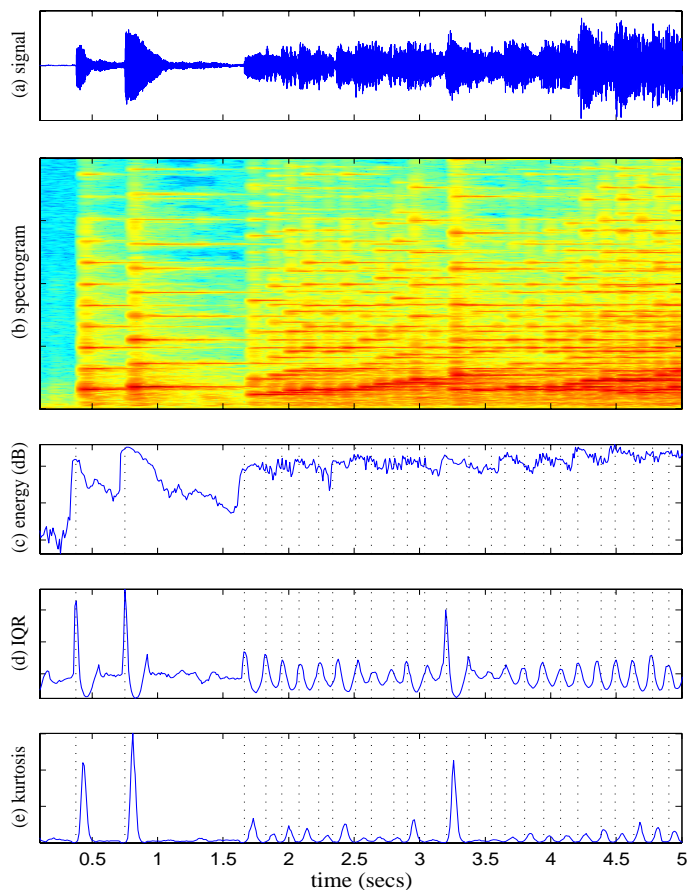 (a) signal
(b) spectrogram
(c) energy (dB)
(d) IQR
(e) kurtosis
0.5 1 1.5 2 2.5 3 3.5 4 4.5 5
time (secs)